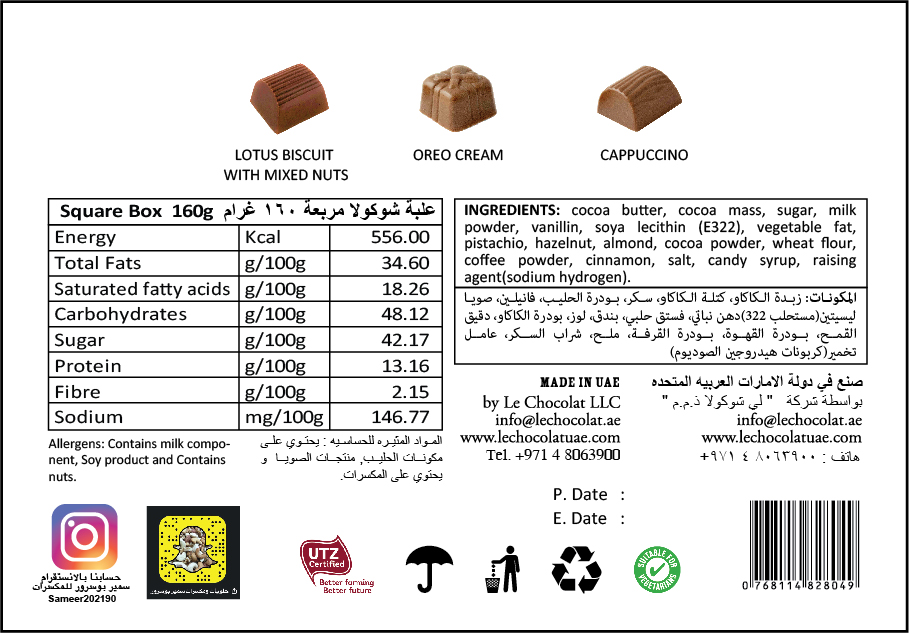 LOTUS BISCUIT
WITH MIXED NUTS
OREO CREAM
CAPPUCCINO
Square Box 160g علبة شوكولا مربعة ١٦٠ غرام
Energy Kcal 556.00
Total Fats g/100g 34.60
Saturated fatty acids g/100g 18.26
Carbohydrates g/100g 48.12
Sugar g/100g 42.17
Protein g/100g 13.16
Fibre g/100g 2.15
Sodium mg/100g 146.77
Allergens: Contains milk compo-
nent, Soy product and Contains
nuts.
المواد المثيره للحساسيه : يحتوي على
مكونات الحليب, منتجات الصويا و
يحتوي على المكسرات.
INGREDIENTS: cocoa butter, cocoa mass, sugar, milk
powder, vanillin, soya lecithin (E322), vegetable fat,
pistachio, hazelnut, almond, cocoa powder, wheat flour,
coffee powder, cinnamon, salt, candy syrup, raising
agent(sodium hydrogen).
المكونات: زبدة الكاكاو، كتلة الكاكاو، سكر، بودرة الحليب، فانيلين، صويا
ليسيتين(مستحلب 322)دهن نباتي، فستق حلبي، بندق، لوز، بودرة الكاكاو، دقيق
القمح، بودرة القهوة، بودرة القرفة، ملح، شراب السكر، عامل
تخمير(كربونات هيدروجين الصوديوم)
MADE IN UAE
by Le Chocolat LLC
info@lechocolat.ae
www.lechocolatuae.com
Tel. +971 4 8063900
صنع في دولة الامارات العربيه المتحده
بواسطة شركة " لي شوكولا ذ.م.م "
info@lechocolat.ae
www.lechocolatuae.com
هاتف : ٨٠٦٣٩٠٠ ٤ ٩٧١+
P. Date :
E. Date :
حسابنا بالانستقرام
سمير بوسرور للمكسرات
Sameer202190
حلويات ومكسرات سمير بوسرور
UTZ
Certified
Better farming
Better future
SUITABLE FOR
VEGETARIANS
0 768114 828049